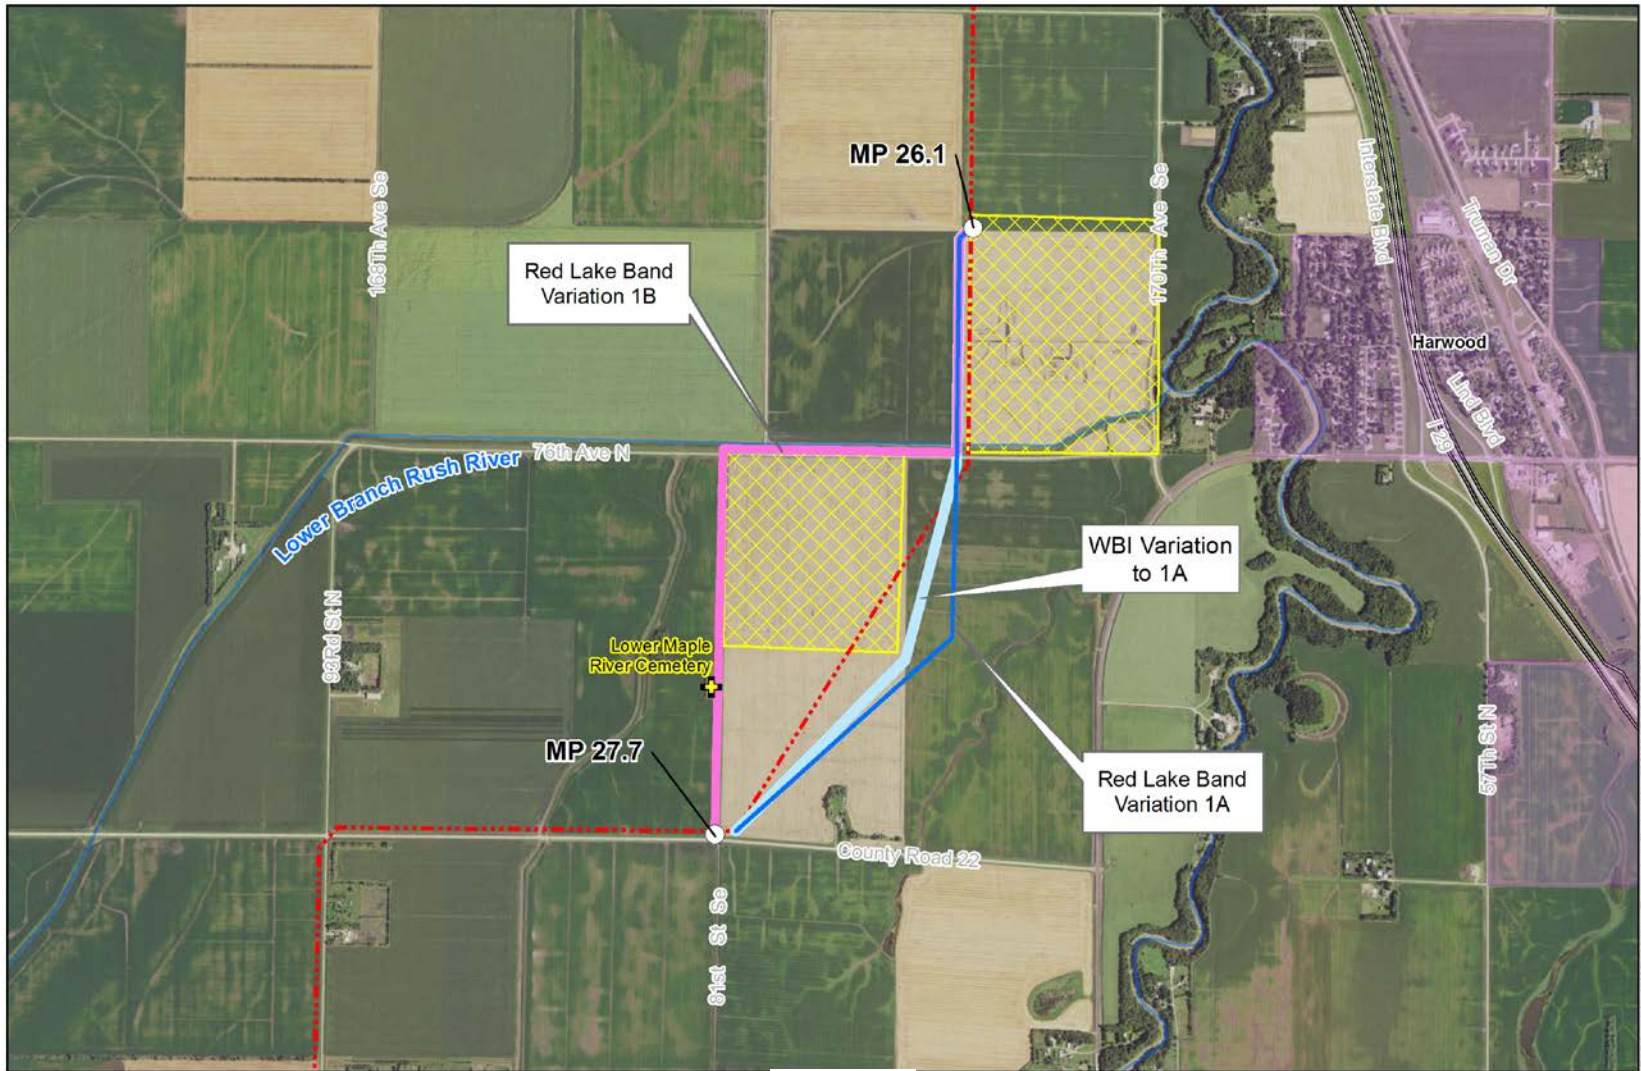 MP 26.1
170Th Ave Se
Interstate Blvd
Truman Dr
168Th Ave Se
Red Lake Band
Variation 1B
Harwood
Lind Blvd
I 29
76th Ave N
Lower Branch Rush River
WBI Variation
to 1A
93Rd St N
Lower Maple
River Cemetery
MP 27.7
Red Lake Band
Variation 1A
57Th St N
County Road 22
81st St Se